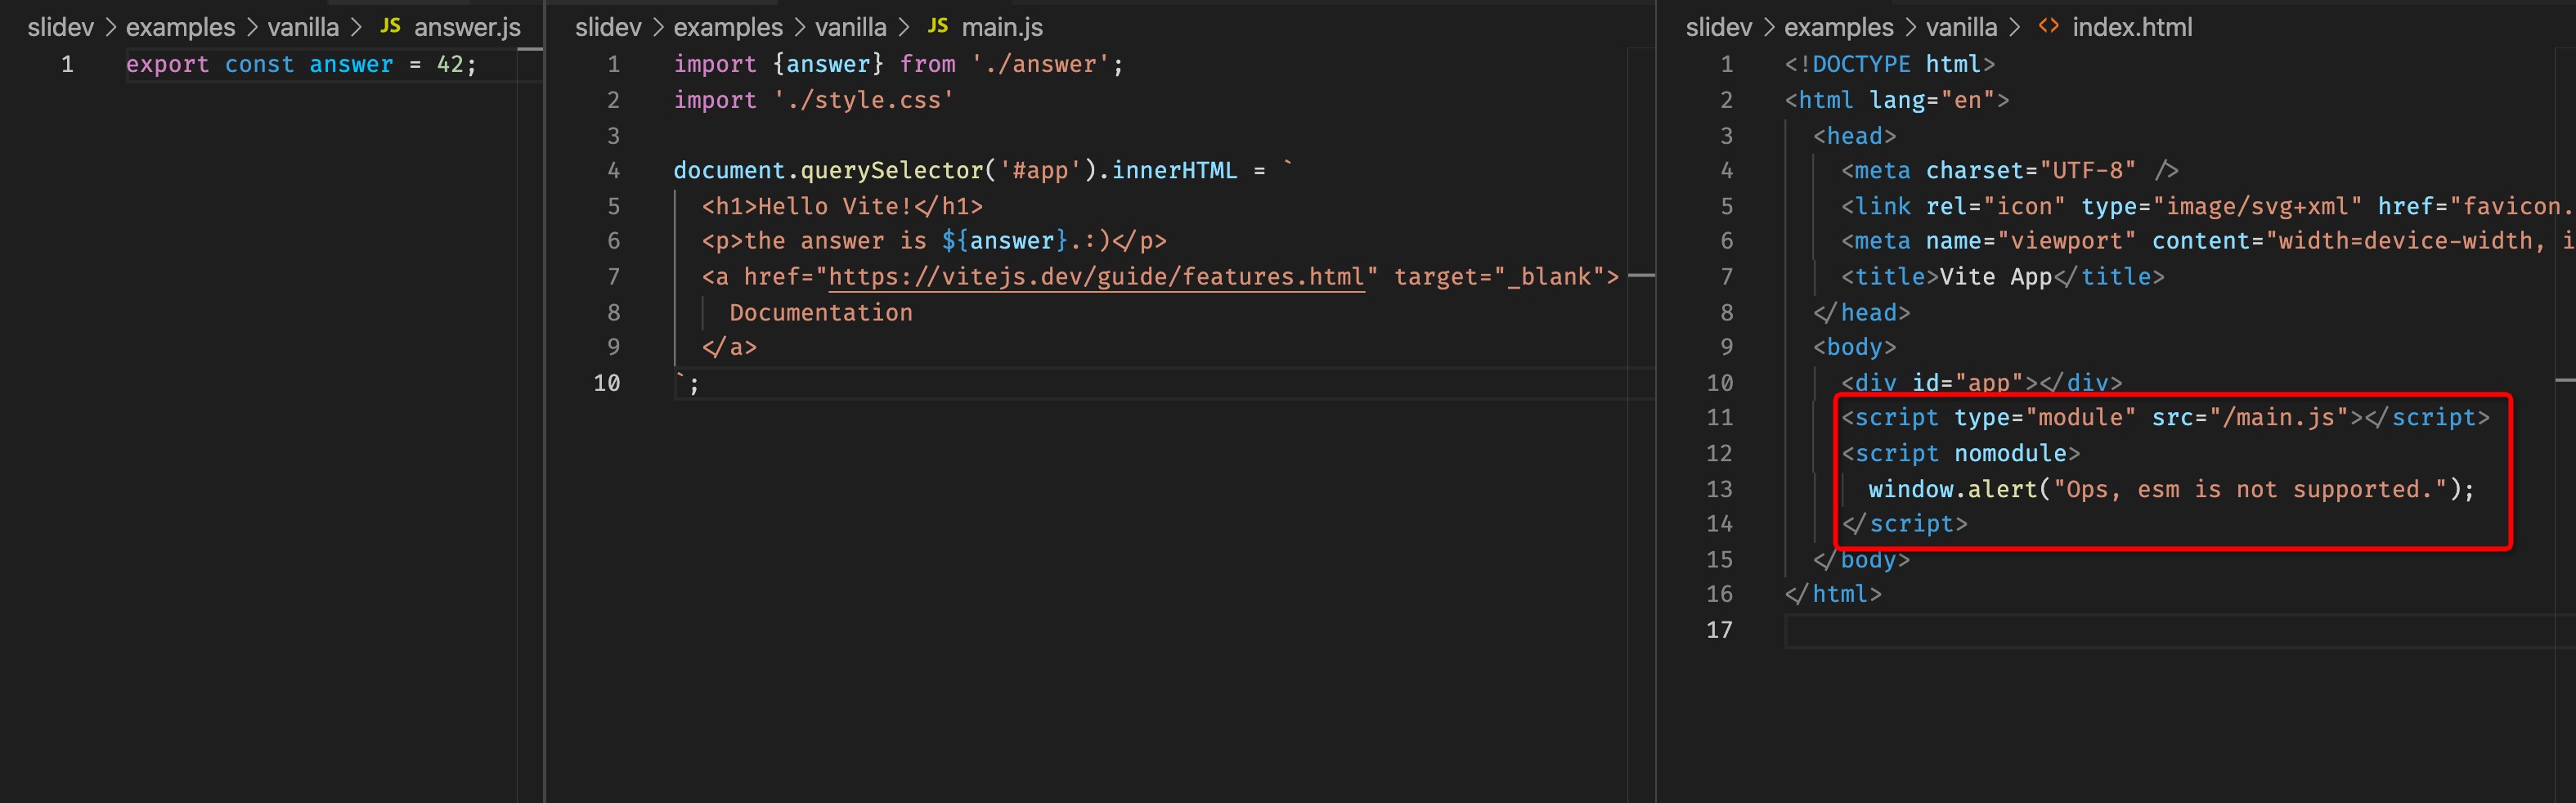 slidev > examples > vanilla > JS answer.js
1 export const answer = 42;
slidev > examples > vanilla > JS main.js
1 import {answer} from './answer';
2 import './style.css'
3
4 document.querySelector('#app').innerHTML = `
5 <h1>Hello Vite!</h1>
6 <p>the answer is ${answer}.:)</p>
7 <a href="https://vitejs.dev/guide/features.html" target="_blank">
8 Documentation
9 </a>
10 `;
slidev > examples > vanilla > <> index.html
1 <!DOCTYPE html>
2 <html lang="en">
3 <head>
4 <meta charset="UTF-8" />
5 <link rel="icon" type="image/svg+xml" href="favicon.
6 <meta name="viewport" content="width=device-width, i
7 <title>Vite App</title>
8 </head>
9 <body>
10 <div id="app"></div>
11 <script type="module" src="/main.js"></script>
12 <script nomodule>
13 window.alert("Ops, esm is not supported.");
14 </script>
15 </body>
16 </html>
17